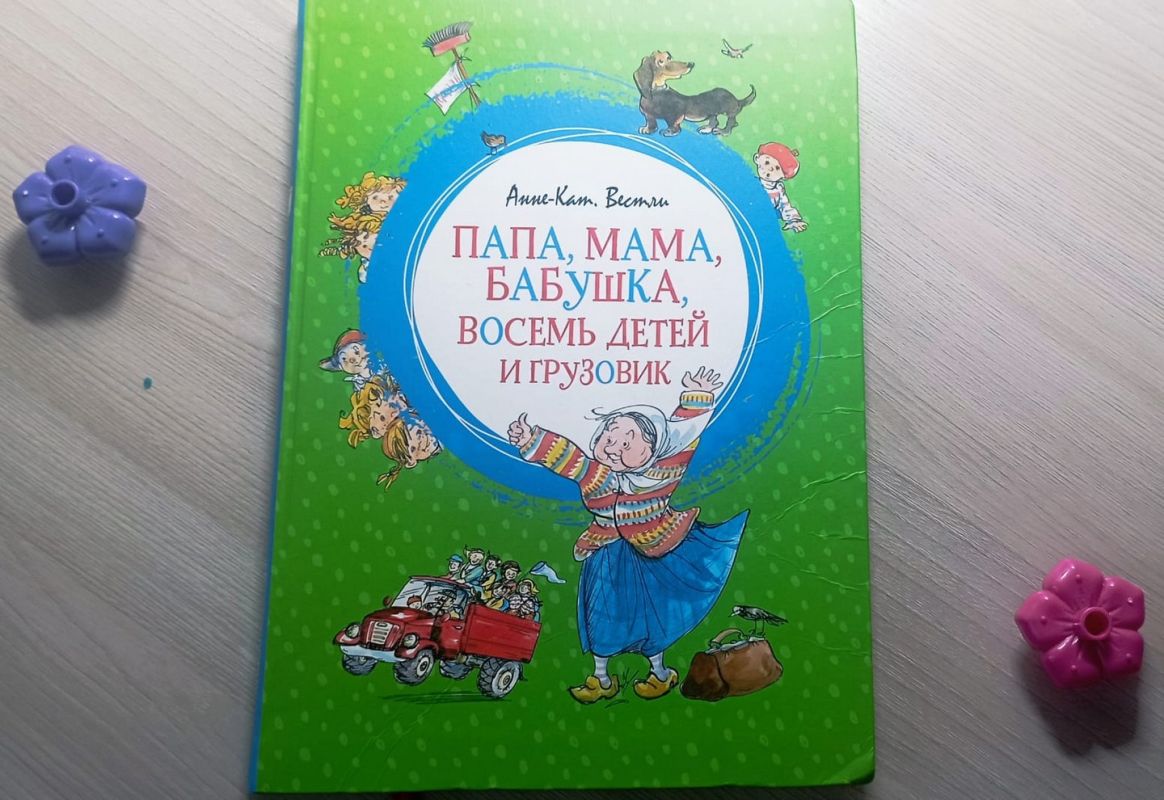 Анне-Кат. Вестли
ПАПА, МАМА,
БАБУШКА,
ВОСЕМЬ ДЕТЕЙ
И ГРУЗОВИК